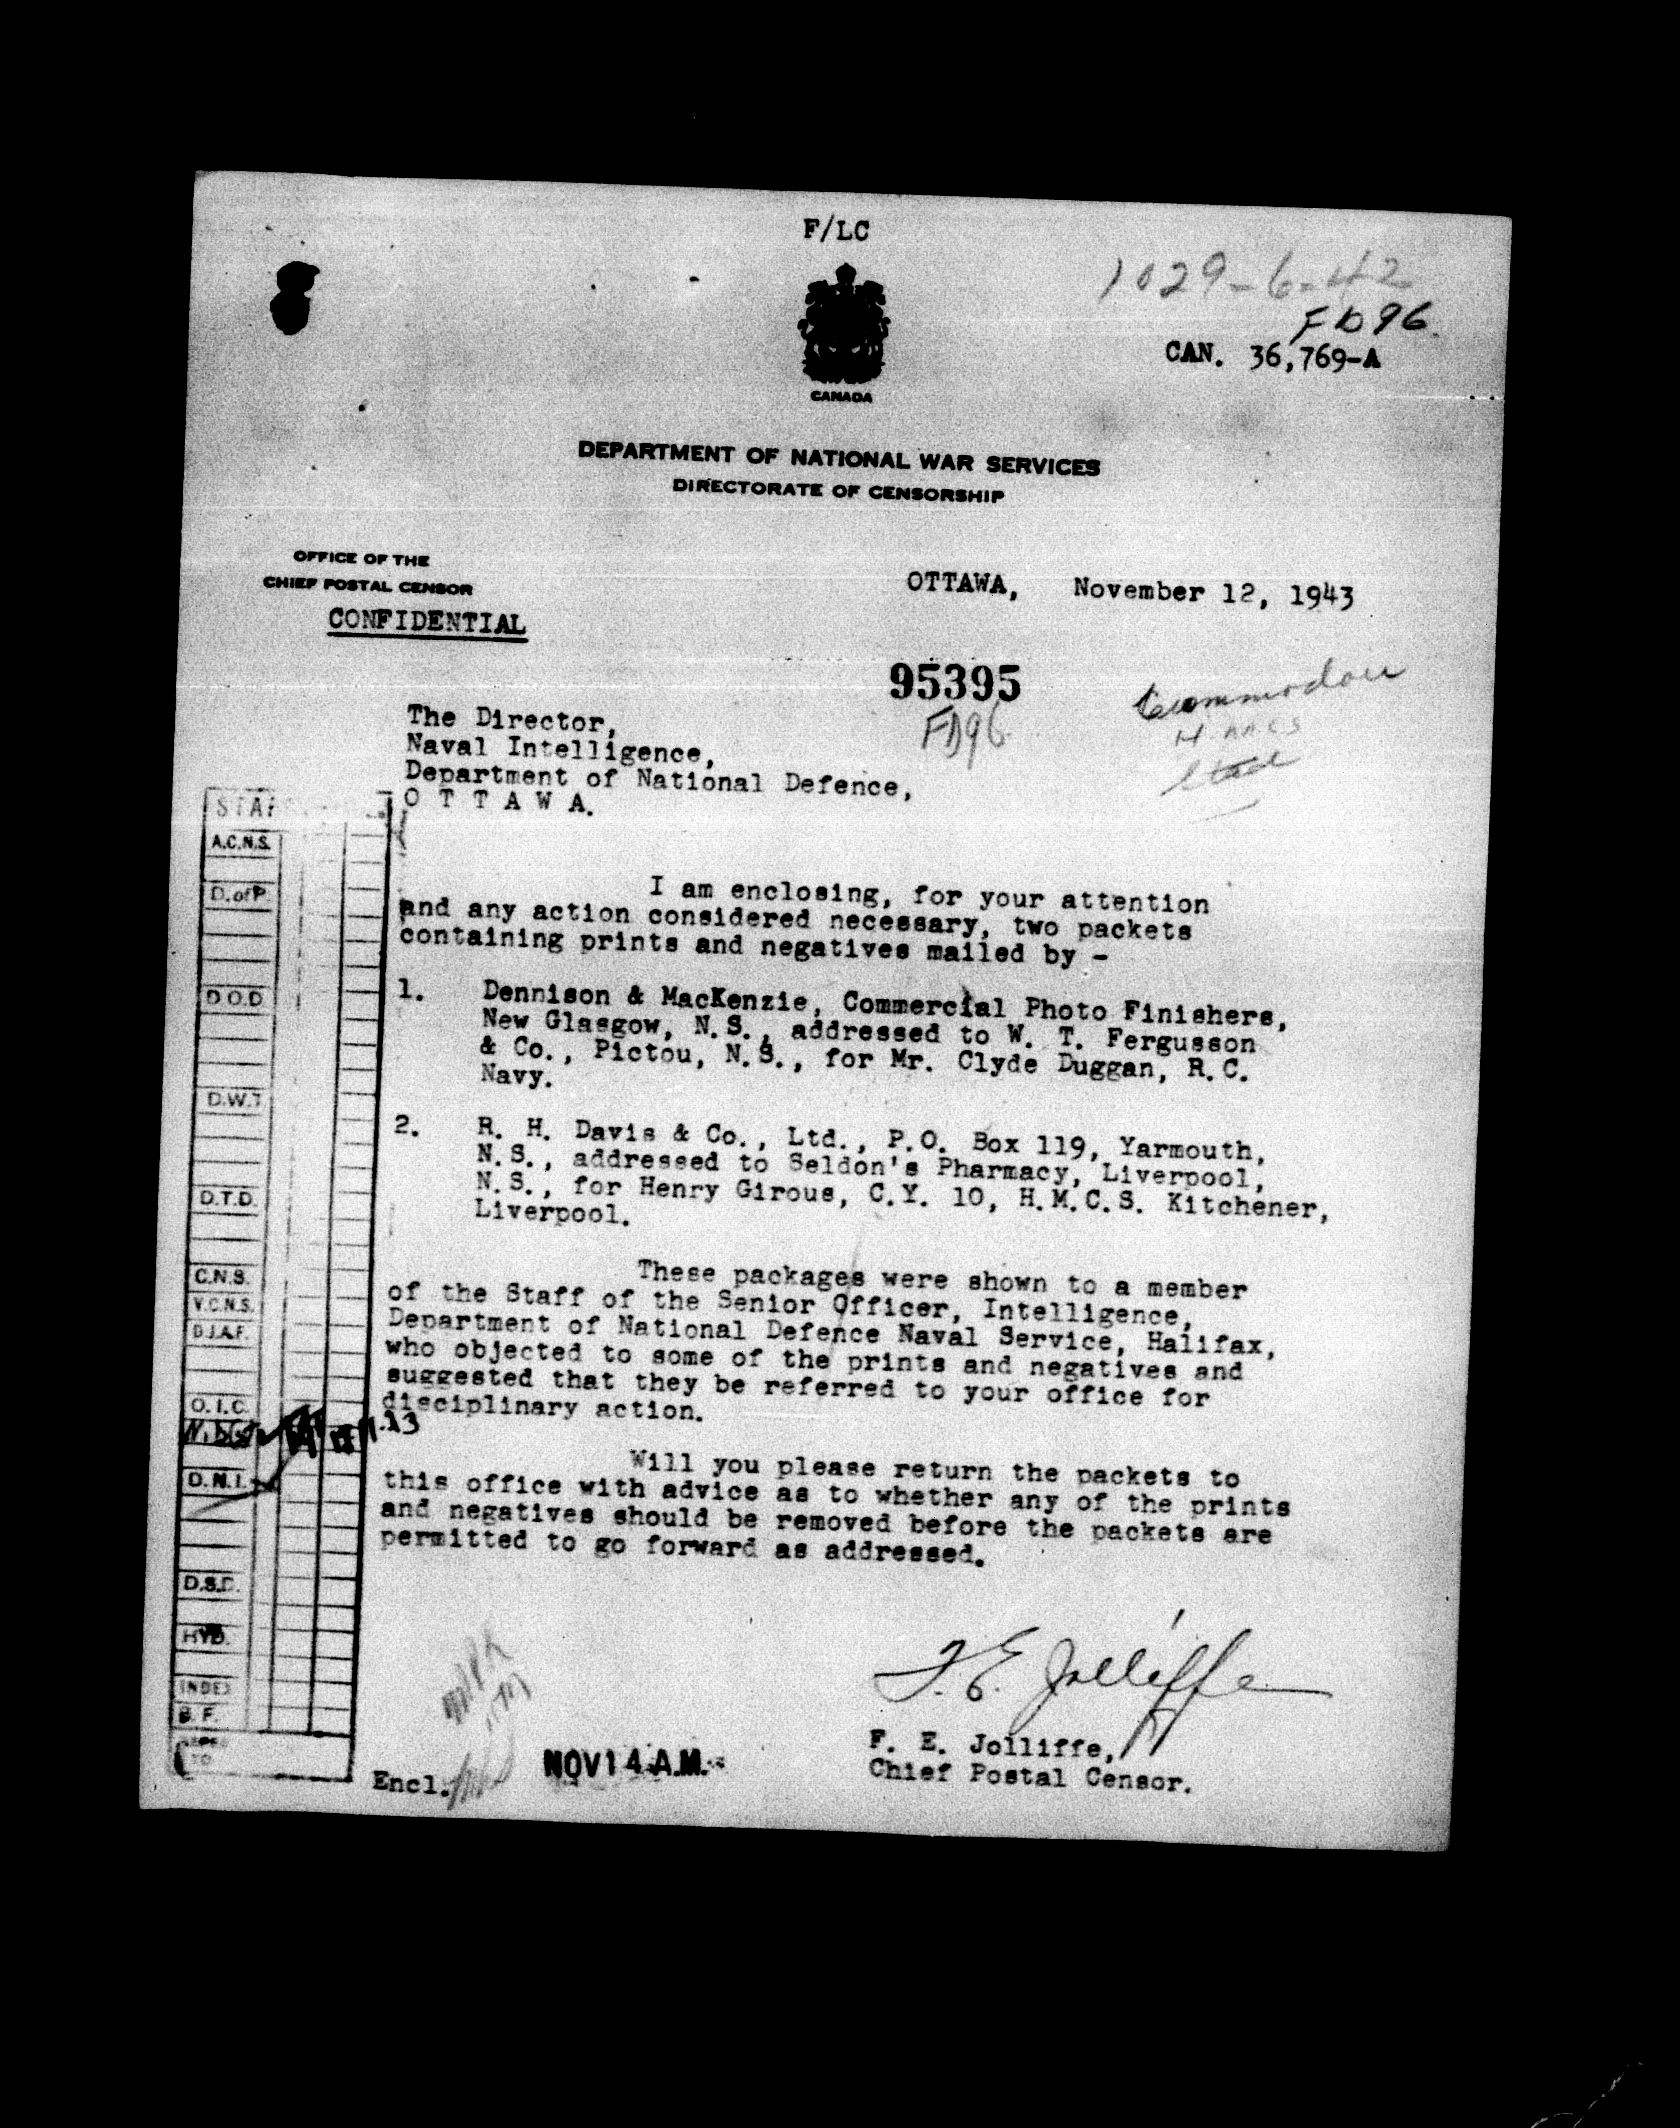 F/LC
1029-6-42
FD96
CAN. 36,769-A
CANADA
DEPARTMENT OF NATIONAL WAR SERVICES
DIRECTORATE OF CENSORSHIP
OFFICE OF THE
CHIEF POSTAL CENSOR
CONFIDENTIAL
OTTAWA, November 12, 1943
95395
FD96
The Director,
Naval Intelligence,
Department of National Defence,
O T T A W A.
I am enclosing, for your attention
and any action considered necessary, two packets
containing prints and negatives mailed by -
1. Dennison & MacKenzie, Commercial Photo Finishers,
New Glasgow, N.S., addressed to W. T. Fergusson
& Co., Pictou, N.S., for Mr. Clyde Duggan, R.C.
Navy.
2. R. H. Davis & Co., Ltd., P.O. Box 119, Yarmouth,
N.S., addressed to Seldon's Pharmacy, Liverpool,
N.S., for Henry Girous, C.Y. 10, H.M.C.S. Kitchener,
Liverpool.
These packages were shown to a member
of the Staff of the Senior Officer, Intelligence,
Department of National Defence Naval Service, Halifax,
who objected to some of the prints and negatives and
suggested that they be referred to your office for
disciplinary action.
Will you please return the packets to
this office with advice as to whether any of the prints
and negatives should be removed before the packets are
permitted to go forward as addressed.
F. E. Jolliffe
F. E. Jolliffe,
Chief Postal Censor.
Encl.
NOV 14 A.M.
A.C.N.S.
D. of P.
D O D
D.W.T
D.T.D.
C.N.S.
V.C.N.S.
D.J.A.F.
O.I.C.
D.N.I.
D.S.D.
HYD.
INDEX
B. F.
TO